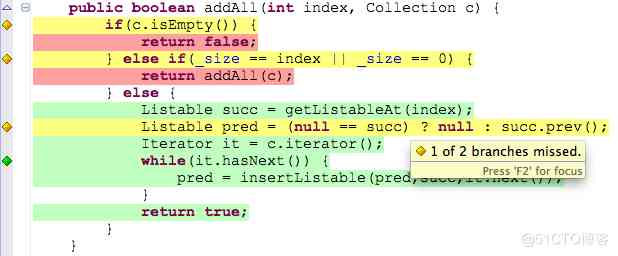 public boolean addAll(int index, Collection c) {
if(c.isEmpty()) {
return false;
} else if(_size == index || _size == 0) {
return addAll(c);
} else {
Listable succ = getListableAt(index);
Listable pred = (null == succ) ? null : succ.prev();
Iterator it = c.iterator();
while(it.hasNext()) {
1 of 2 branches missed.
pred = insertListable(pred,succ,it.next());
Press 'F2' for focus
}
return true;
}
}
@51CTO博客